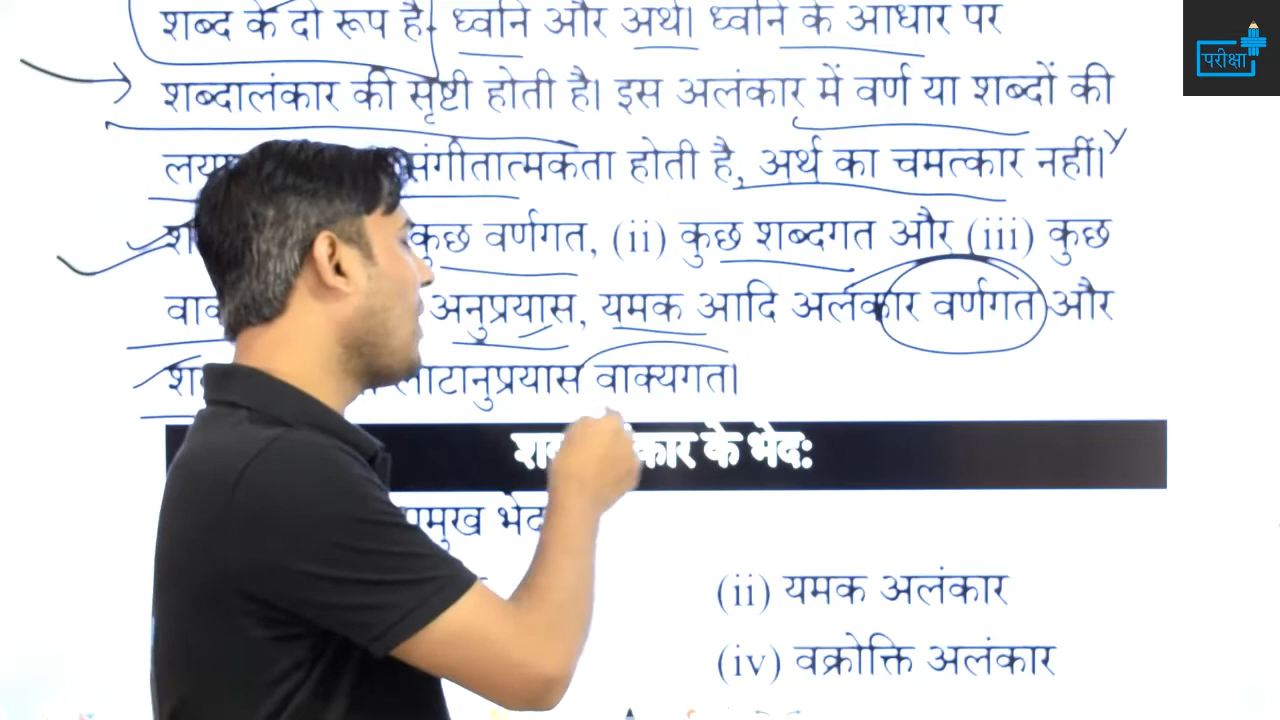 शब्द के दो रूप है- ध्वनि और अर्थ। ध्वनि के आधार पर
परीक्षा
शब्दालंकार की सृष्टी होती है। इस अलंकार में वर्ण या शब्दों की
संगीतात्मकता होती है, अर्थ का चमत्कार नहीं।
कुछ वर्णगत, (ii) कुछ शब्दगत और (iii) कुछ
अनुप्रयास, यमक आदि अलंकार वर्णगत और
लाटानुप्रयास वाक्यगत।
के भेद:
प्रमुख भेद
(ii) यमक अलंकार
(iv) वक्रोक्ति अलंकार